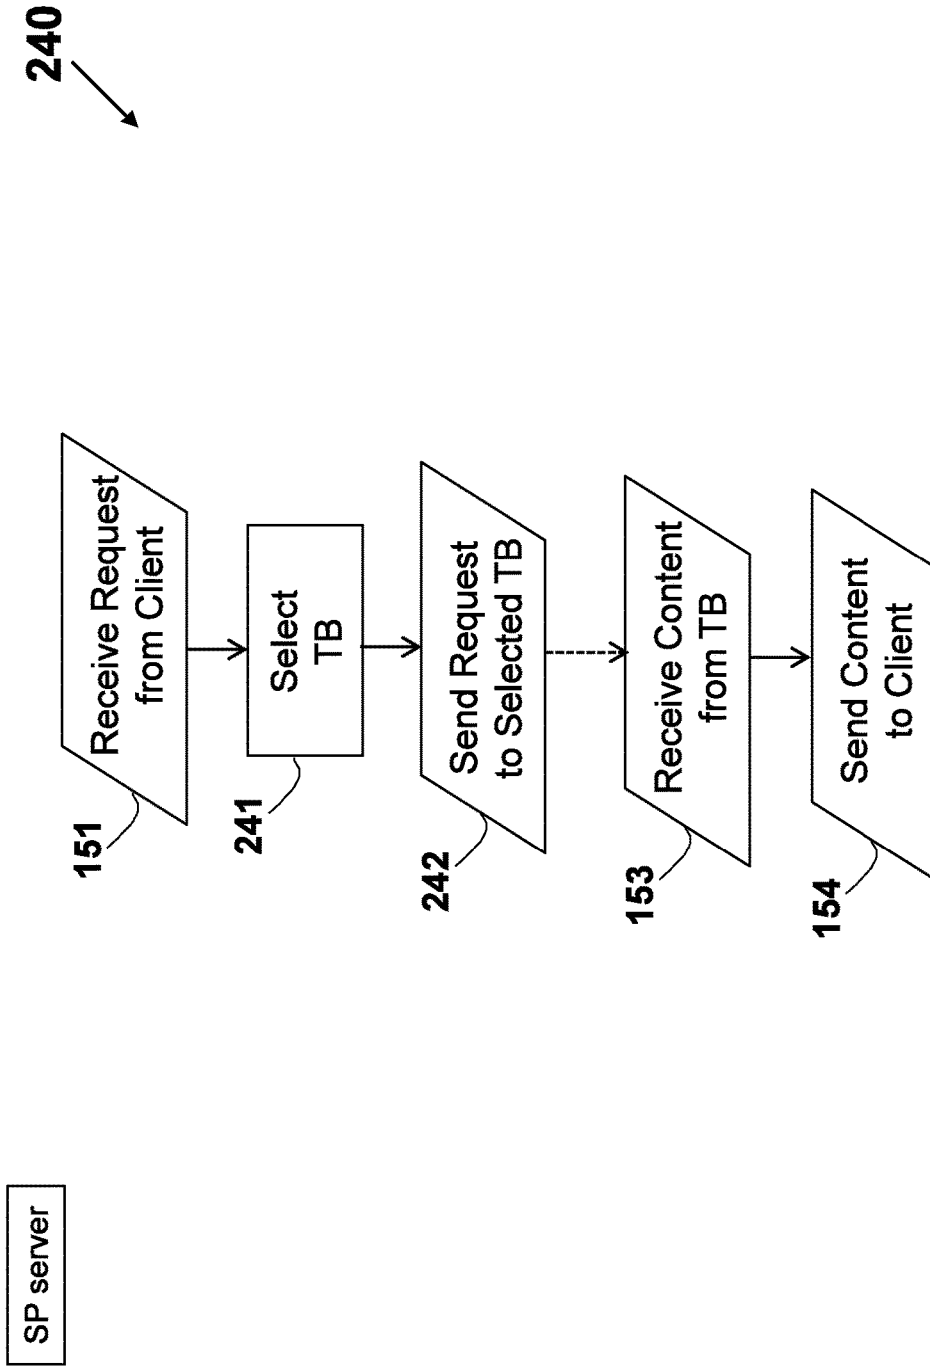 SP server
240
151
Receive Request
from Client
241
Select
TB
242
Send Request
to Selected TB
153
Receive Content
from TB
154
Send Content
to Client